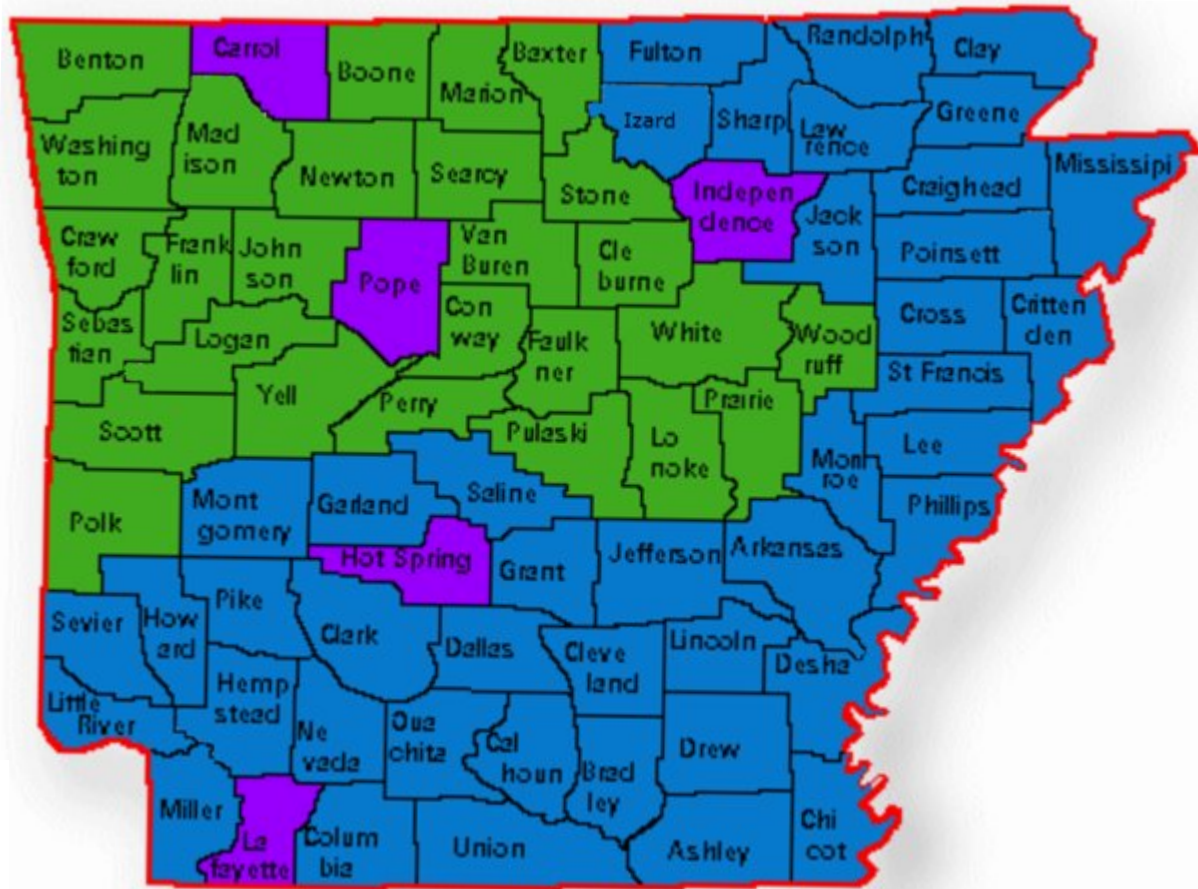 Benton
Carrol
Boone
Marion
Baxter
Fulton
Randolph
Clay
Washing
ton
Mad
ison
Newton
Searcy
Stone
Izard
Sharp
Law
rence
Greene
Mississipi
Craighead
Indepen
dence
Jack
son
Poinsett
Craw
ford
Frank
lin
John
son
Pope
Van
Buren
Cle
burne
Sebas
tian
Logan
Con
way
Faulk
ner
White
Wood
ruff
Cross
Critten
den
St Francis
Scott
Yell
Perry
Pulaski
Lo
noke
Prairie
Mon
roe
Lee
Phillips
Polk
Mont
gomery
Garland
Saline
Hot Spring
Grant
Jefferson
Arkansas
Sevier
How
ard
Pike
Clark
Dallas
Cleve
land
Lincoln
Desha
Little
River
Hemp
stead
Ne
vada
Oua
chita
Cal
houn
Brad
ley
Drew
Miller
La
fayette
Colum
bia
Union
Ashley
Chi
cot